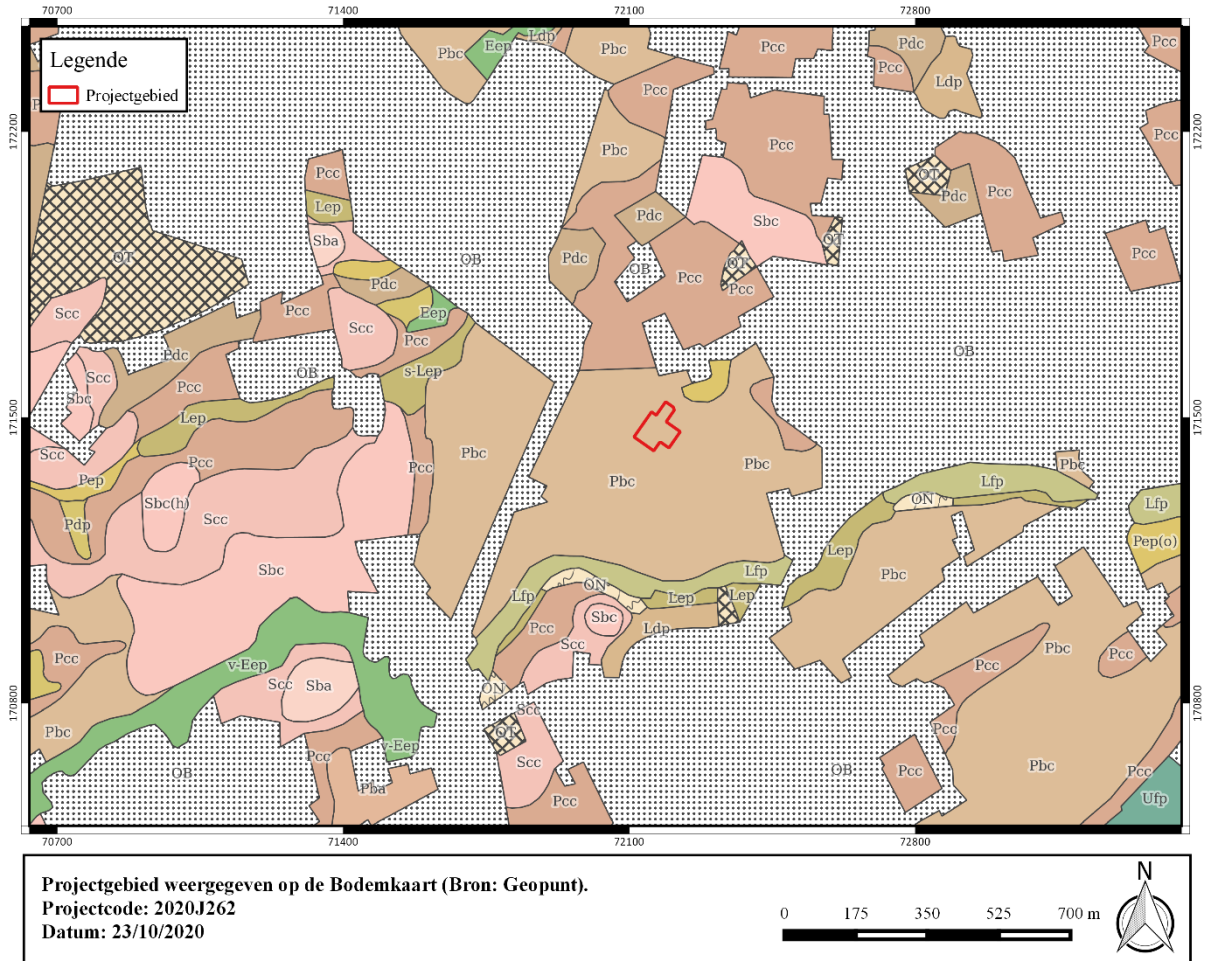 70700 71400 72100 72800
Legende
Projectgebied
172200 172200
171500 171500
170800 170800
Pbc Eep Ldp Pbc Pcc Pdc Pcc
Pcc Ldp
Pcc
Pbc Pcc Pcc
Pcc OT Pdc Pcc
Lep Pdc Sbc
Sba OT
OT OB Pdc OB Pcc OT Pcc Pcc
Pdc
Scc Pcc Scc Eep
Pcc
Pdc OB s-Lep OB
Scc Pcc
Sbc Lep
Scc Pcc Pcc Pbc Pbc Pbc Pbc
Pep Sbc(h) Scc Lfp ON Lfp
Pdp Pep(o)
Sbc Lep Pbc
Lfp ON Lfp
Lep Lep
Pcc Sbc Ldp
Scc
Pcc v-Eep Scc Sba Pcc Pbc Pcc
ON
Pbc Scc OT Pcc
v-Eep
OB Pcc Pba Scc Pcc OB Pcc Pbc Pcc
Ufp
70700 71400 72100 72800
Projectgebied weergegeven op de Bodemkaart (Bron: Geopunt).
Projectcode: 2020J262
Datum: 23/10/2020
0 175 350 525 700 m
N